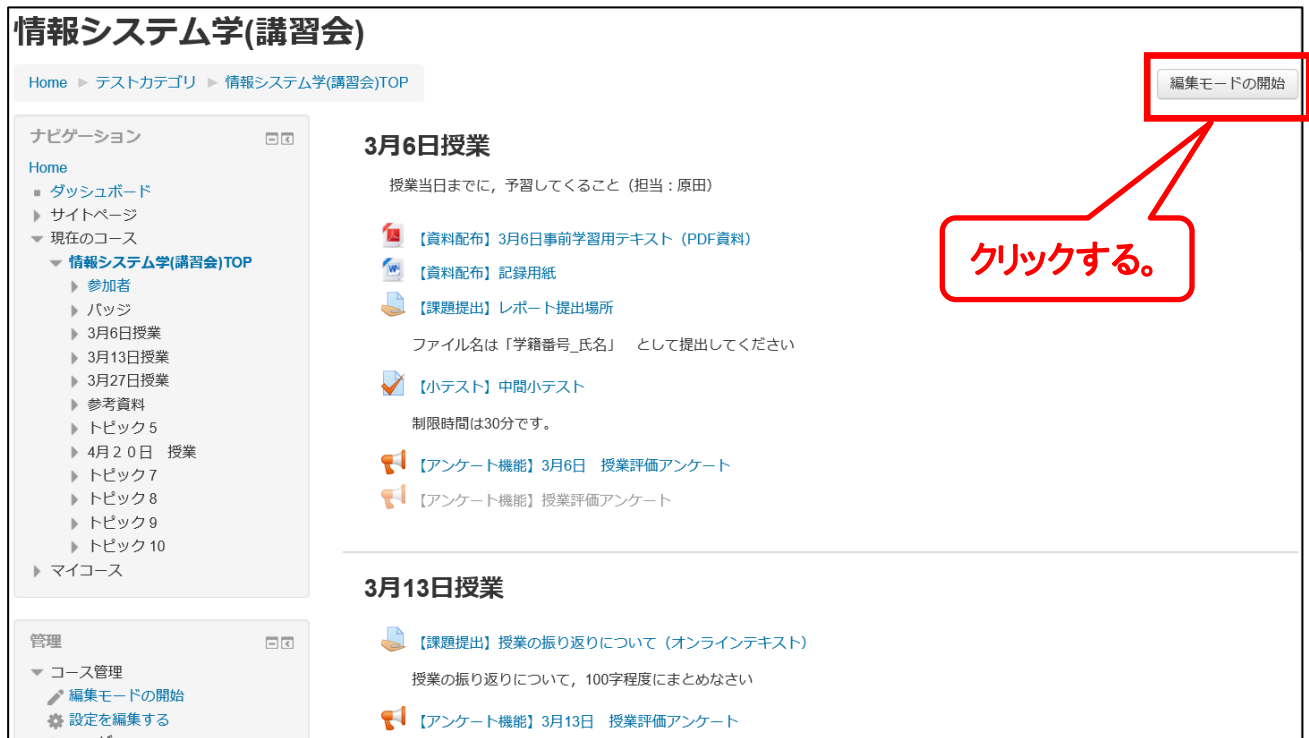 情報システム学(講習会)
Home ▶ テストカテゴリ ▶ 情報システム学(講習会)TOP
編集モードの開始
クリックする。
ナビゲーション
Home
ダッシュボード
サイトページ
現在のコース
情報システム学(講習会)TOP
参加者
バッジ
3月6日授業
3月13日授業
3月27日授業
参考資料
トピック 5
4月２０日　授業
トピック 7
トピック 8
トピック 9
トピック 10
マイコース
管理
コース管理
編集モードの開始
設定を編集する
3月6日授業
授業当日までに，予習してくること（担当：原田）
【資料配布】3月6日事前学習用テキスト（PDF資料）
【資料配布】記録用紙
【課題提出】レポート提出場所
ファイル名は「学籍番号_氏名」　として提出してください
【小テスト】中間小テスト
制限時間は30分です。
【アンケート機能】3月6日　授業評価アンケート
【アンケート機能】授業評価アンケート
3月13日授業
【課題提出】授業の振り返りについて（オンラインテキスト）
授業の振り返りについて，100字程度にまとめなさい
【アンケート機能】3月13日　授業評価アンケート